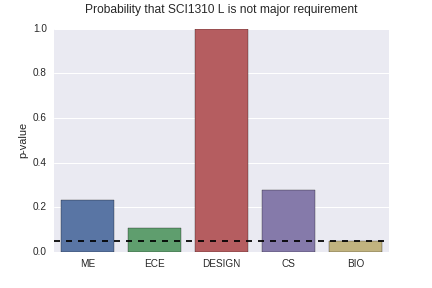 Probability that SCI1310 L is not major requirement
1.0
0.8
0.6
0.4
0.2
0.0
p-value
ME ECE DESIGN CS BIO